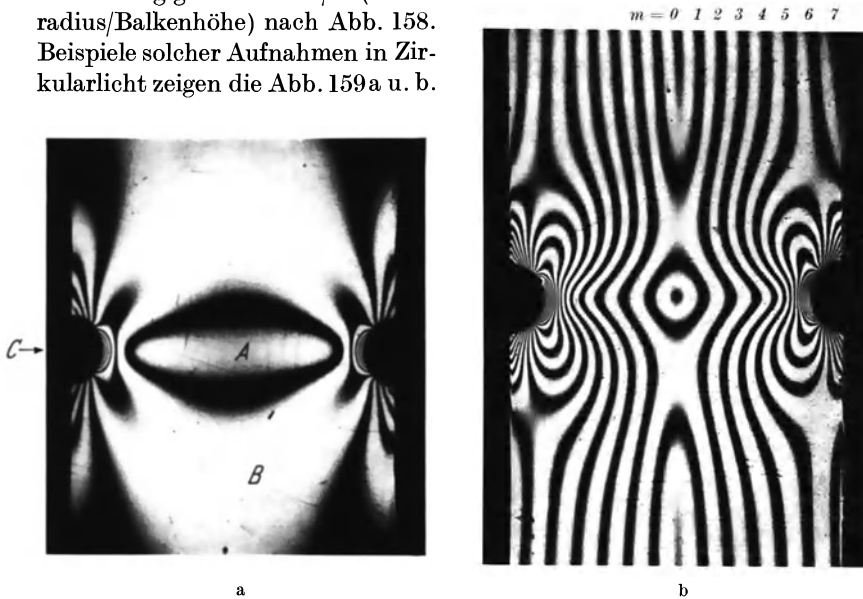 radius/Balkenhöhe) nach Abb. 158.
Beispiele solcher Aufnahmen in Zir-
kularlicht zeigen die Abb. 159a u. b.
m = 0 1 2 3 4 5 6 7
C
A
B
a
b